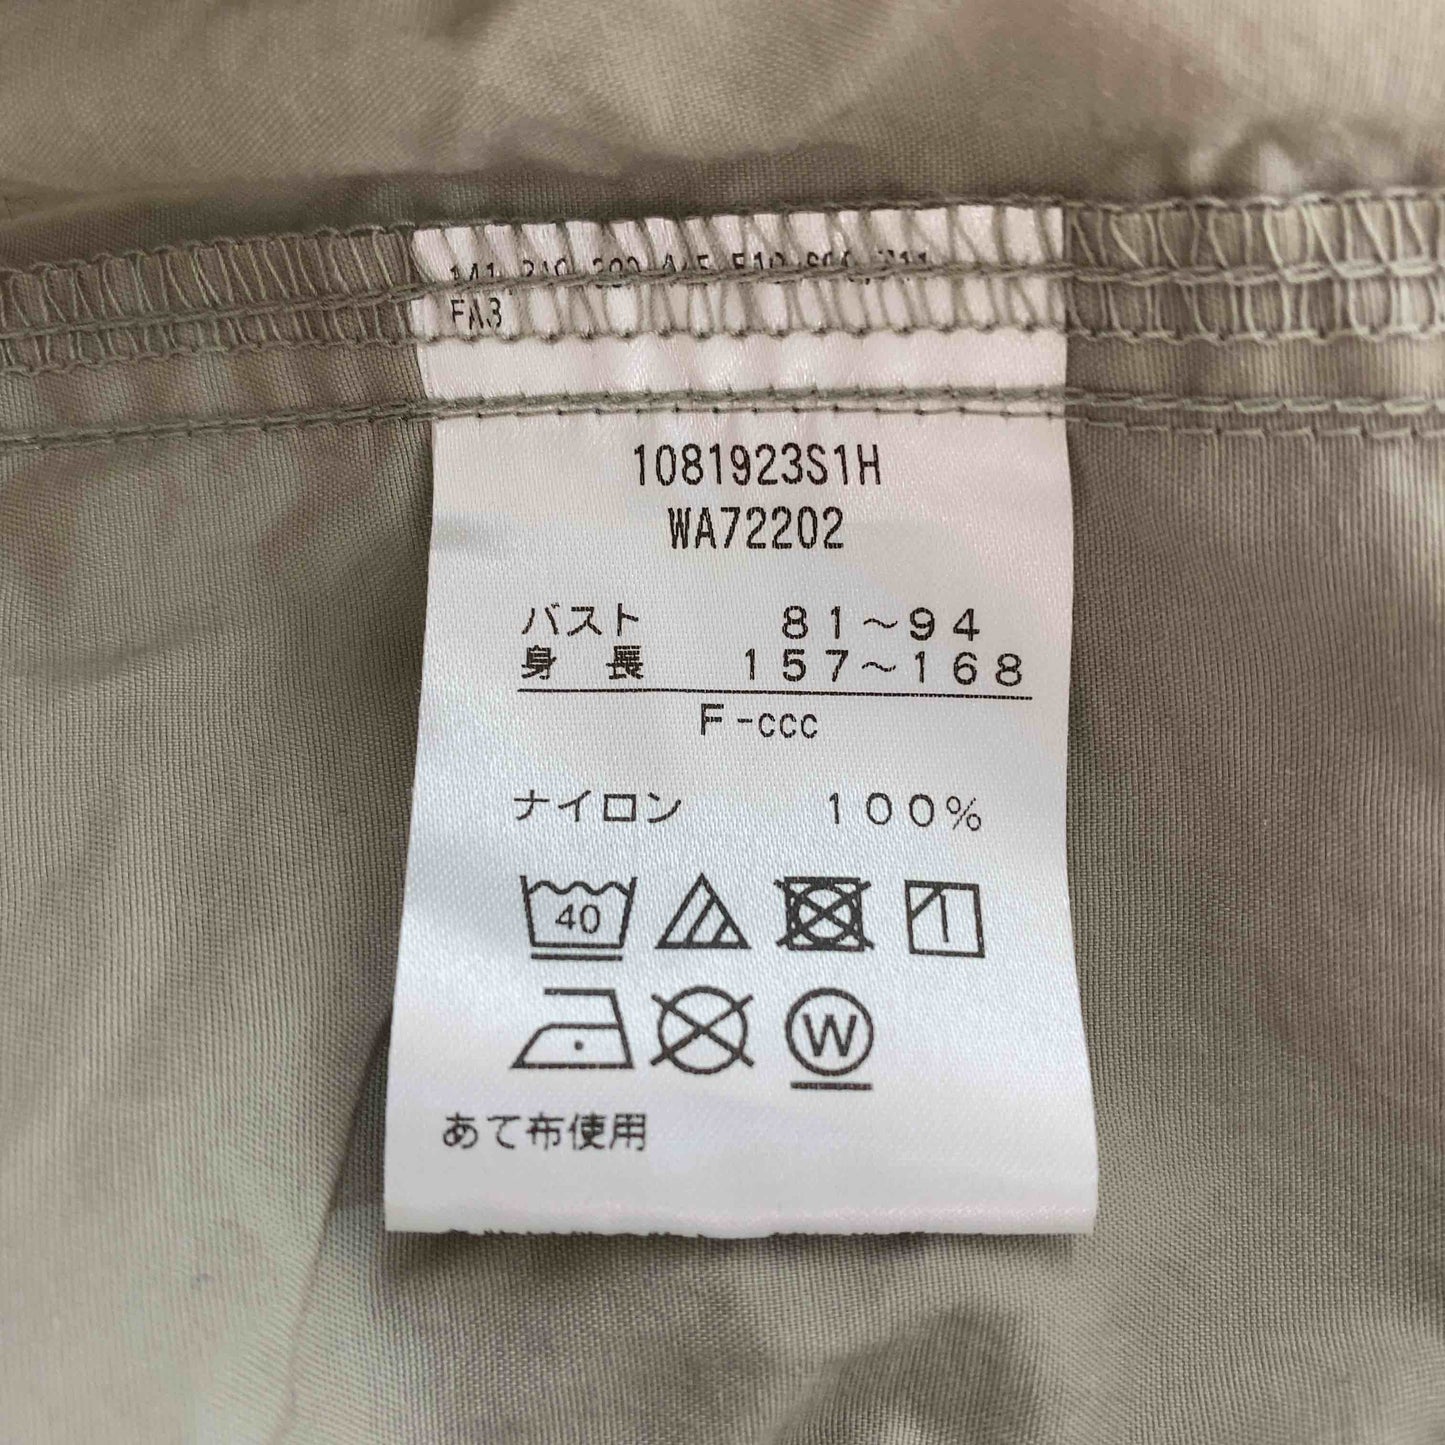 FA3
1081923S1H
WA72202
バスト 81～94
身長 157～168
F-ccc
ナイロン 100%
40
W
あて布使用